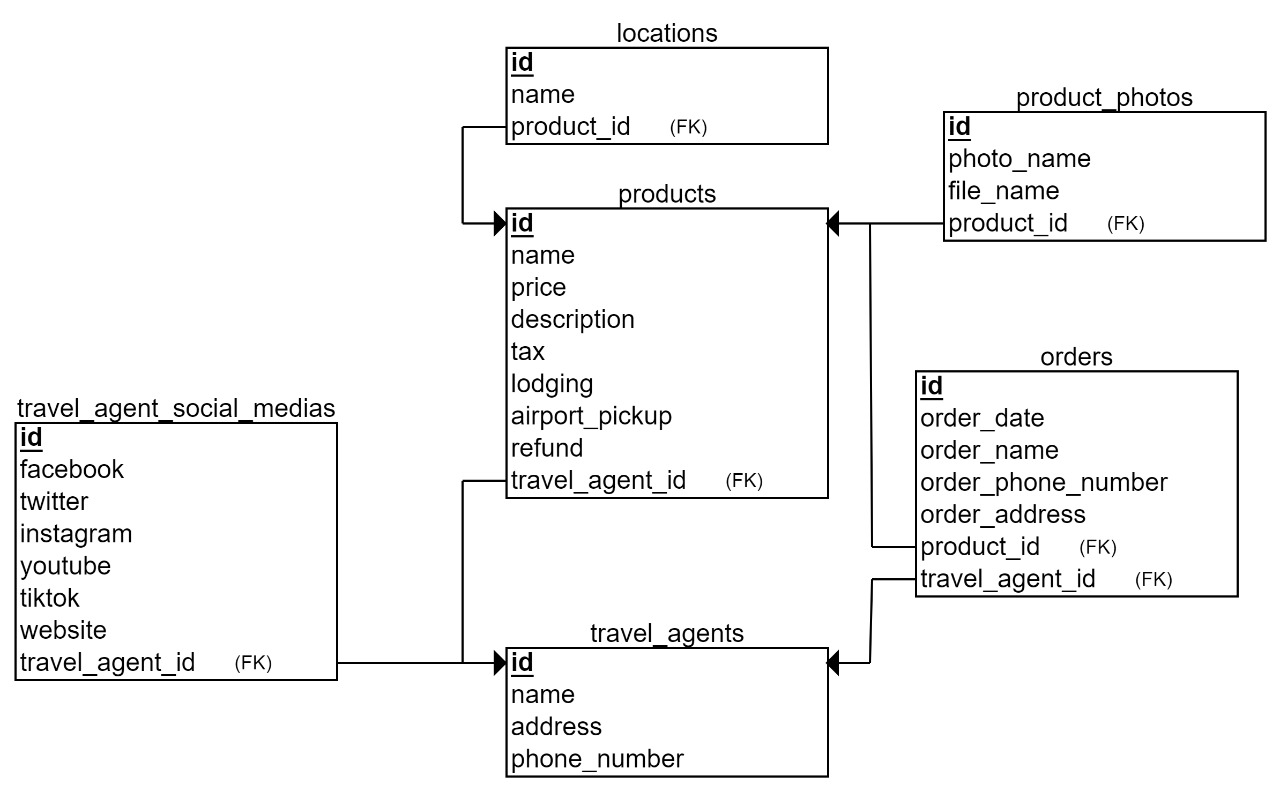 locations
id
name
product_id (FK)
product_photos
id
photo_name
file_name
product_id (FK)
products
id
name
price
description
tax
lodging
airport_pickup
refund
travel_agent_id (FK)
orders
id
order_date
order_name
order_phone_number
order_address
product_id (FK)
travel_agent_id (FK)
travel_agent_social_medias
id
facebook
twitter
instagram
youtube
tiktok
website
travel_agent_id (FK)
travel_agents
id
name
address
phone_number